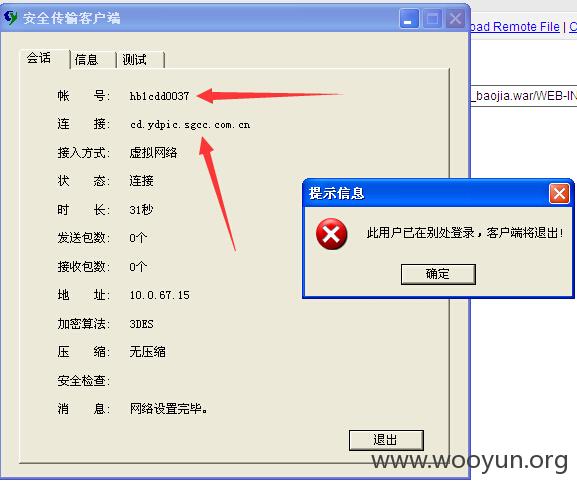 安全传输客户端
oad Remote File | C
会话 信息 测试
_baojia.war/WEB-IN
帐 号: hb1cdd0037
连 接: cd.ydpic.sgcc.com.cn
接入方式: 虚拟网络
状 态: 连接
时 长: 31秒
发送包数: 0个
接收包数: 0个
地 址: 10.0.67.15
加密算法: 3DES
压 缩: 无压缩
安全检查:
消 息: 网络设置完毕。
退出
提示信息
此用户已在别处登录，客户端将退出!
确定
www.wooyun.org